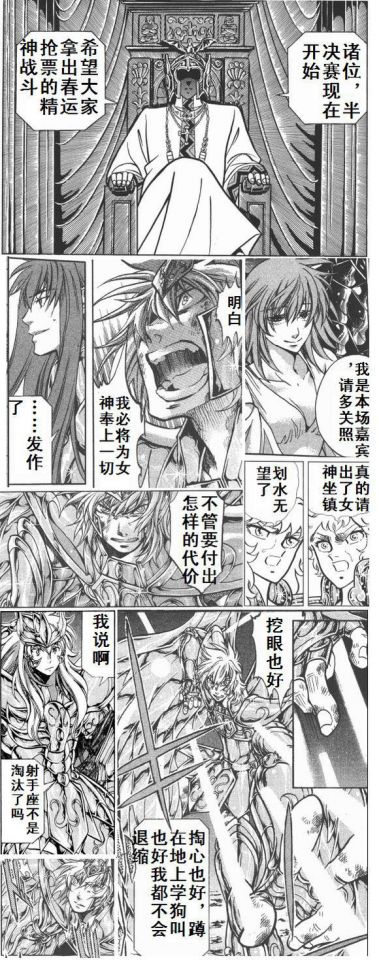 诸位，半
决赛现在
开始
希望大家
拿出春运
抢票的精
神战斗
我是本场嘉宾
，请多关照
明白
我必将为女
神奉上一切
……发作
了
真的请
出了女
神坐镇
划水无
望了
不管要付出
怎样的代价
挖眼也好
掏心也好，蹲
在地上学狗叫
也好我都不会
退缩
我说啊
射手座不是
淘汰了吗